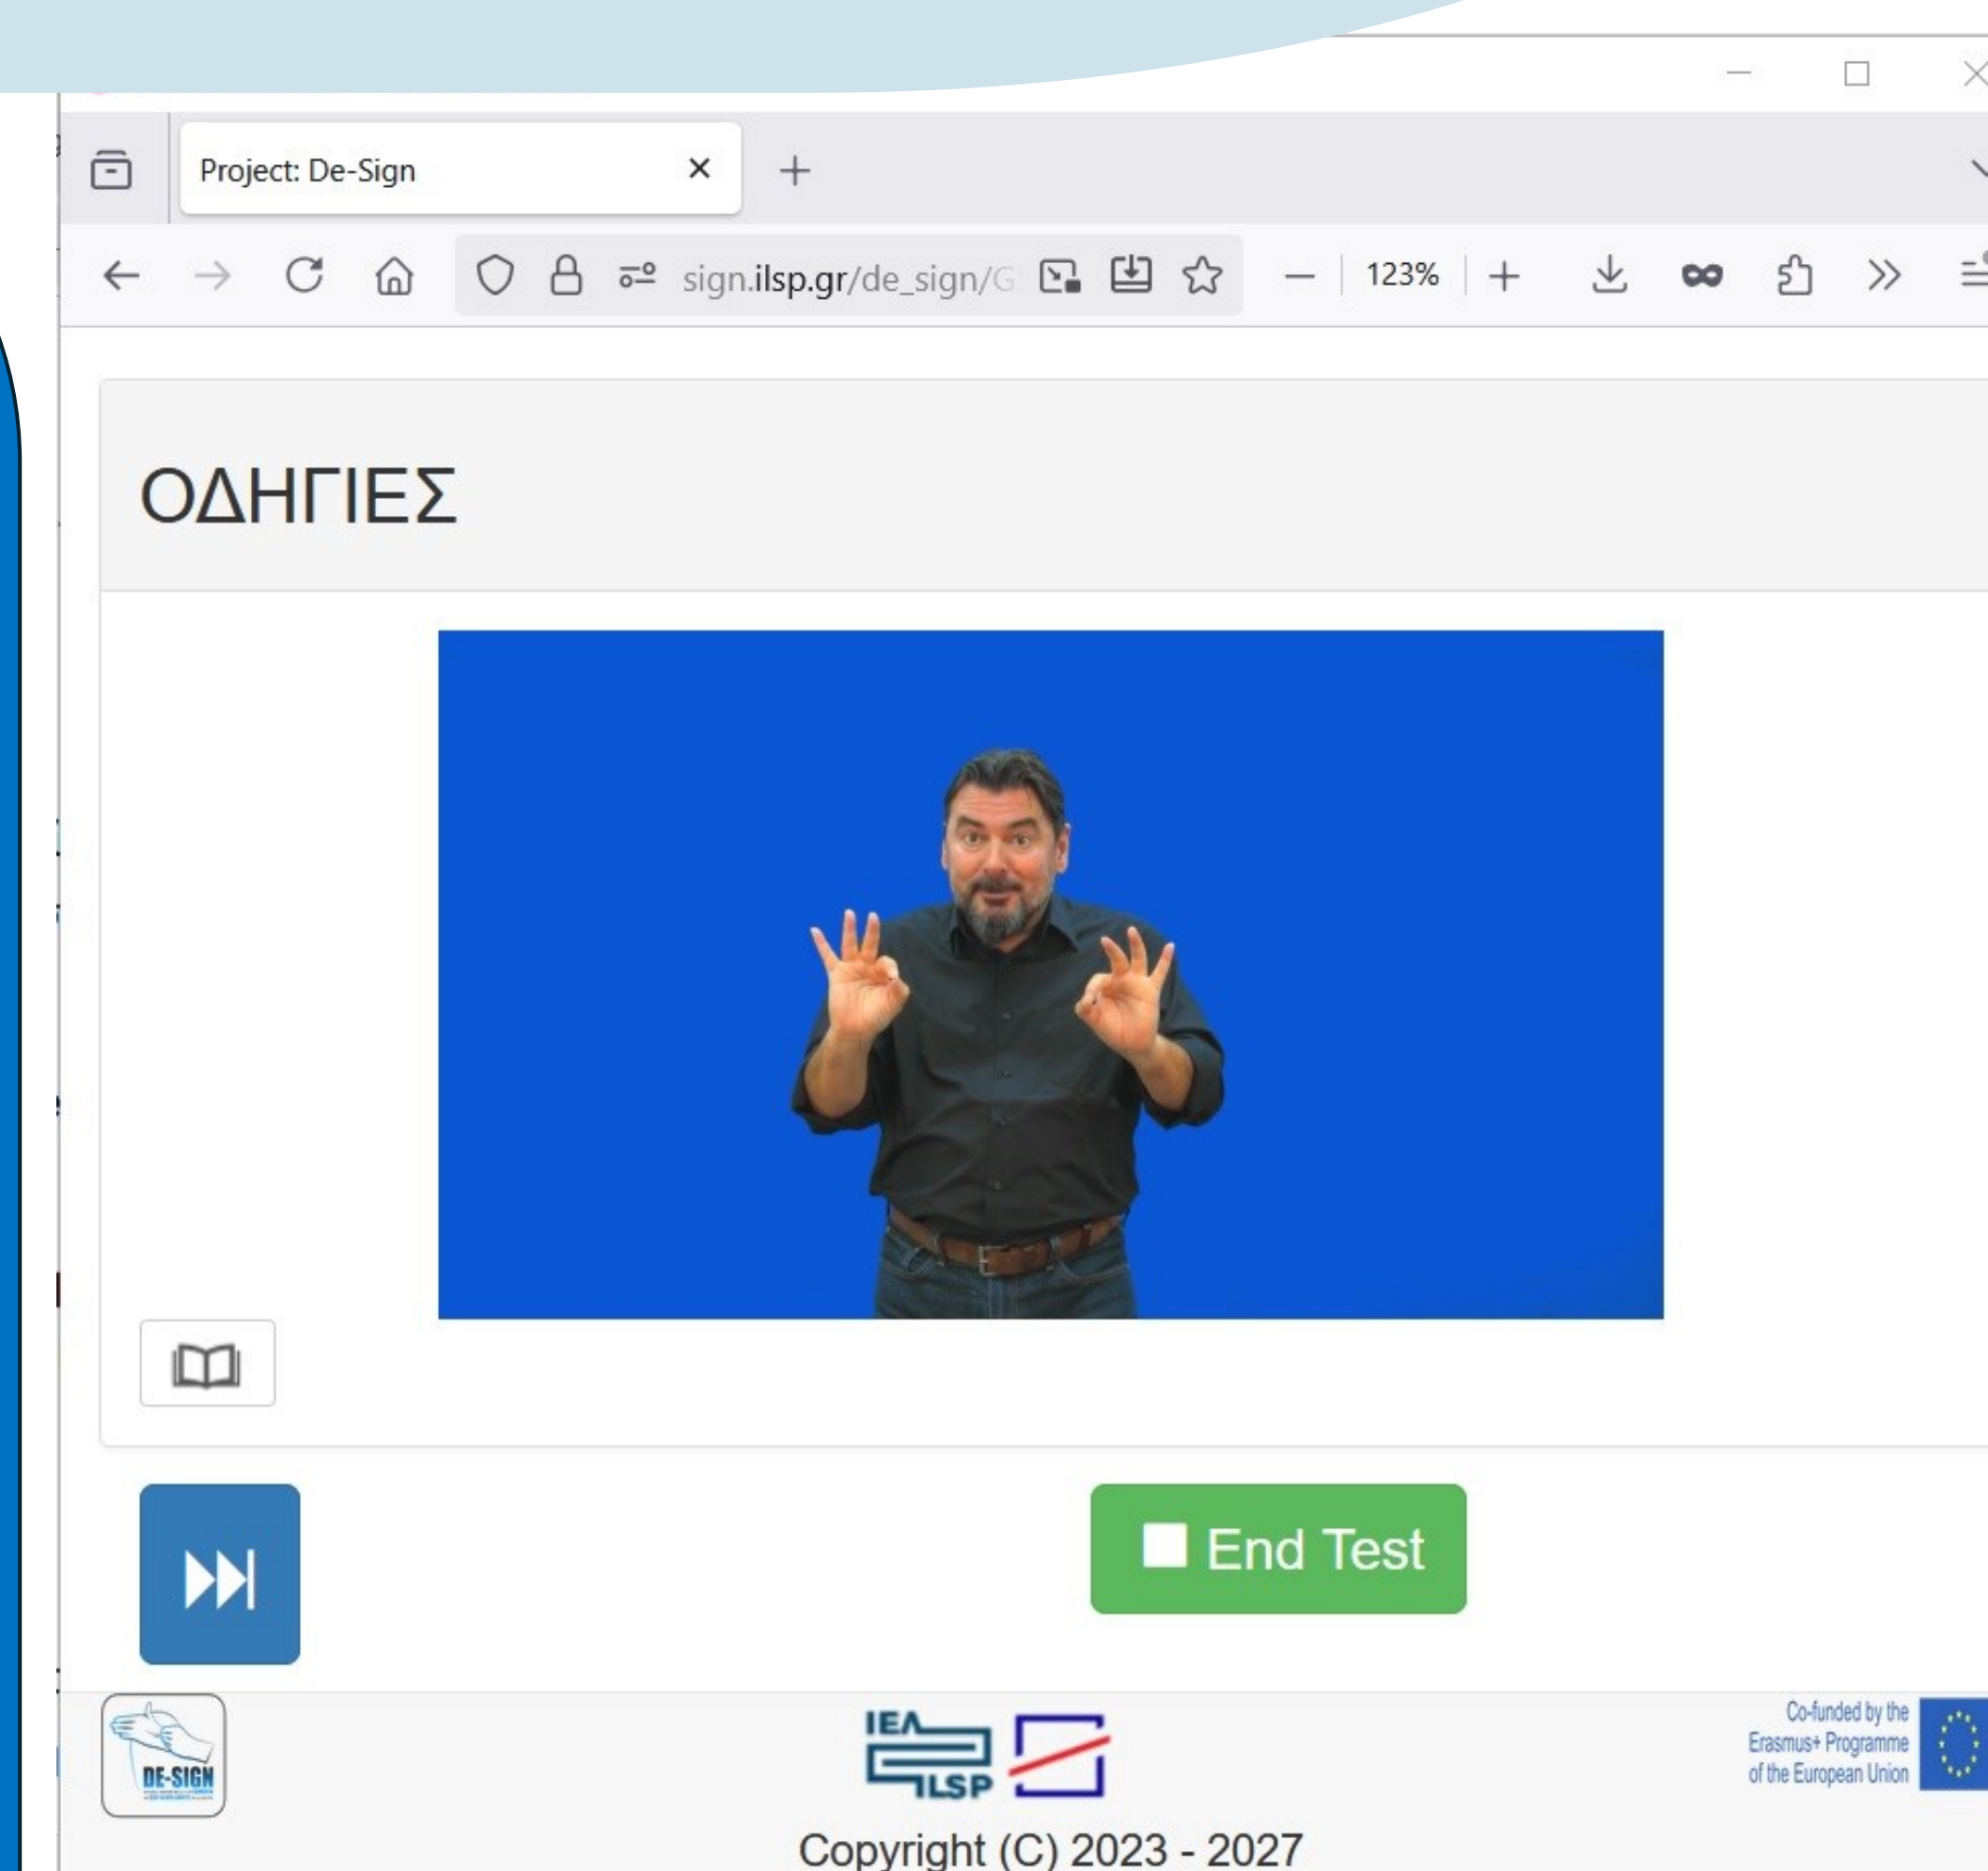 Project: De-Sign
sign.ilsp.gr/de_sign/G
123%
ΟΔΗΓΙΕΣ
End Test
DE-SIGN
ΙΕΛ
ILSP
Co-funded by the
Erasmus+ Programme
of the European Union
Copyright (C) 2023 - 2027